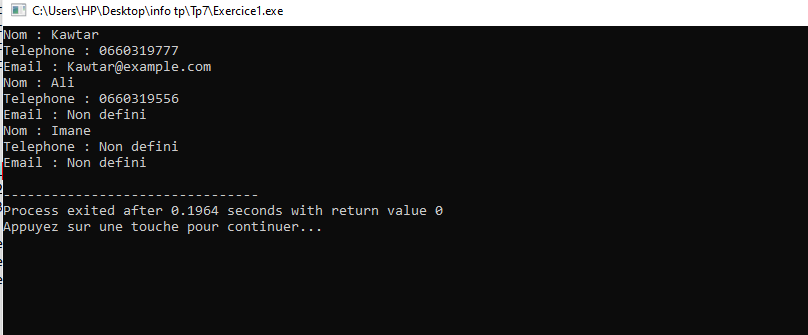 C:\Users\HP\Desktop\info tp\Tp7\Exercice1.exe
Nom : Kawtar
Telephone : 0660319777
Email : Kawtar@example.com
Nom : Ali
Telephone : 0660319556
Email : Non defini
Nom : Imane
Telephone : Non defini
Email : Non defini
--------------------------------
Process exited after 0.1964 seconds with return value 0
Appuyez sur une touche pour continuer...